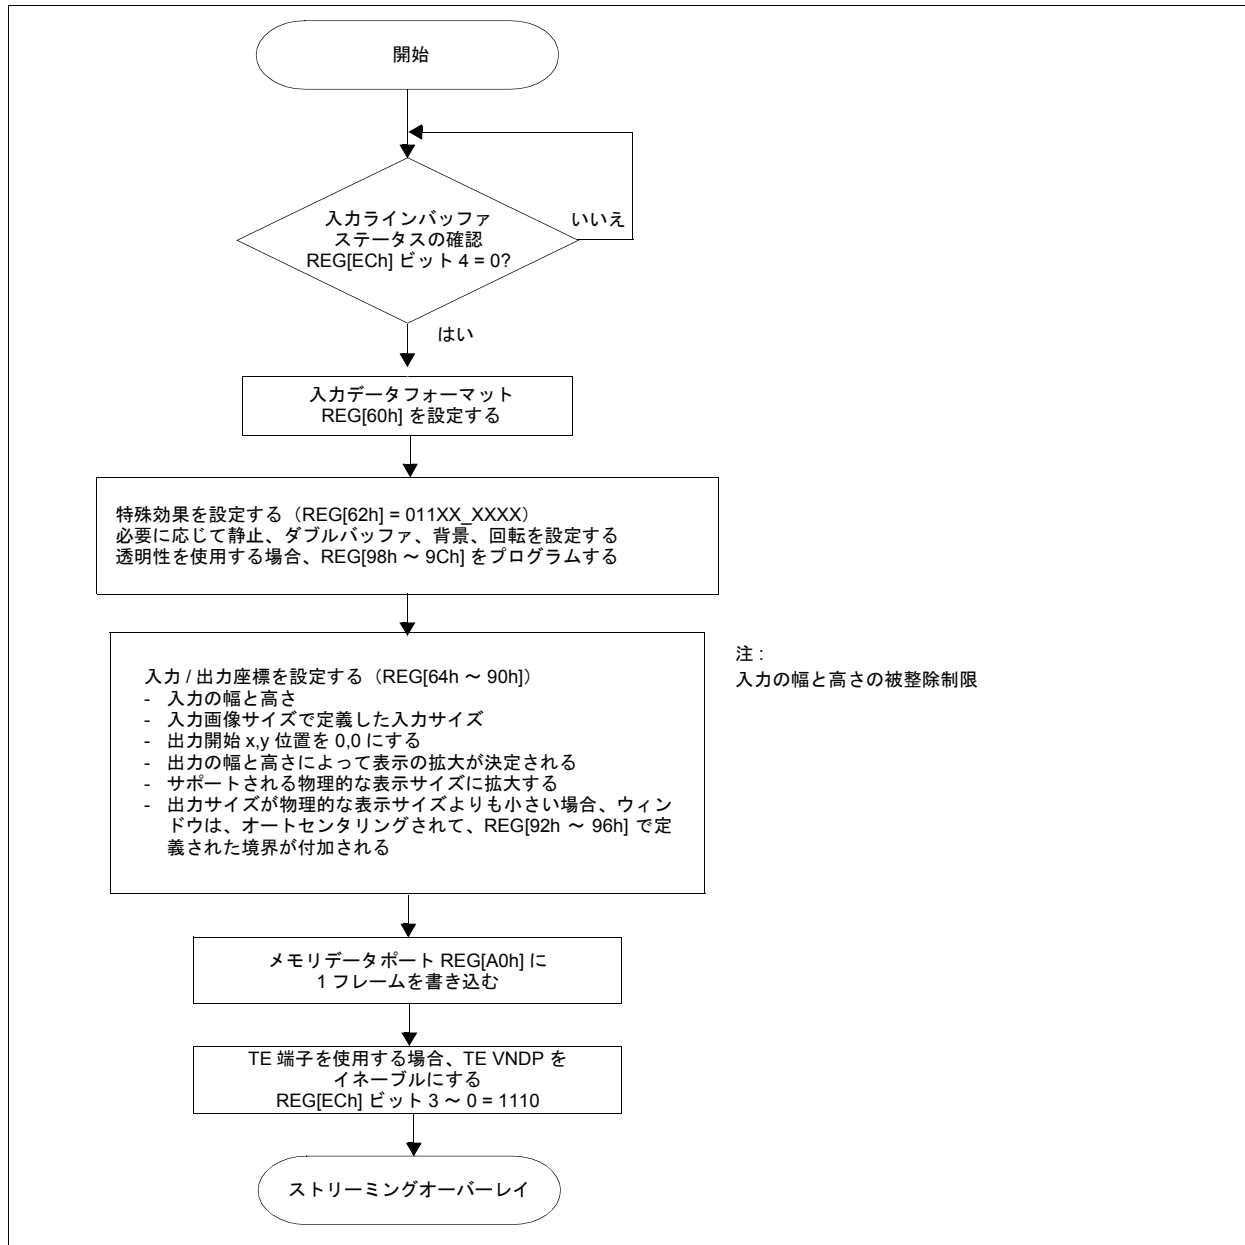 開始
入力ラインバッファ
ステータスの確認
REG[ECh] ビット 4 = 0?
いいえ
はい
入力データフォーマット
REG[60h] を設定する
特殊効果を設定する（REG[62h] = 011XX_XXXX）
必要に応じて静止、ダブルバッファ、背景、回転を設定する
透明性を使用する場合、REG[98h ～ 9Ch] をプログラムする
入力 / 出力座標を設定する（REG[64h ～ 90h]）
- 入力の幅と高さ
- 入力画像サイズで定義した入力サイズ
- 出力開始 x,y 位置を 0,0 にする
- 出力の幅と高さによって表示の拡大が決定される
- サポートされる物理的な表示サイズに拡大する
- 出力サイズが物理的な表示サイズよりも小さい場合、ウィン
ドウは、オートセンタリングされて、REG[92h ～ 96h] で定
義された境界が付加される
注 :
入力の幅と高さの被整除制限
メモリデータポート REG[A0h] に
1 フレームを書き込む
TE 端子を使用する場合、TE VNDP を
イネーブルにする
REG[ECh] ビット 3 ～ 0 = 1110
ストリーミングオーバーレイ